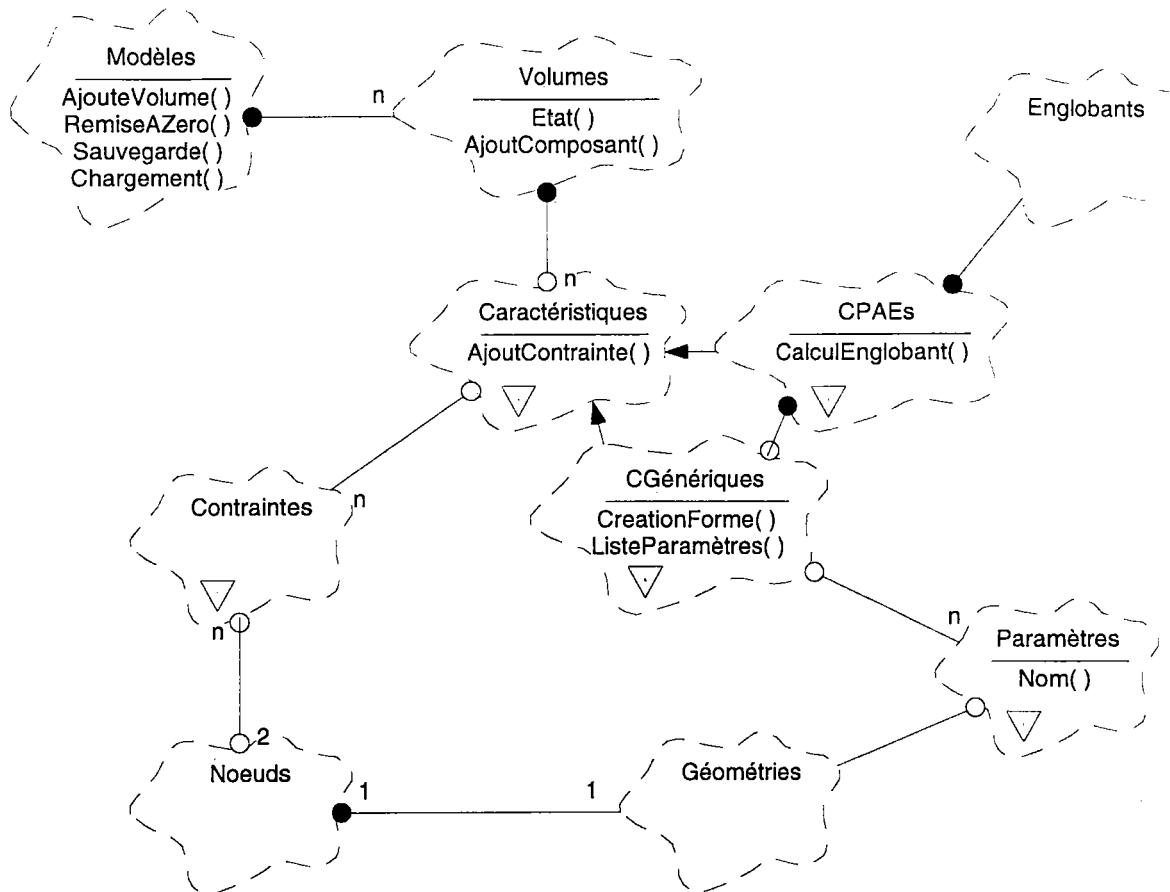 Modèles
AjouteVolume( )
RemiseAZero( )
Sauvegarde( )
Chargement( )
n
Volumes
Etat( )
AjoutComposant( )
Englobants
n
Caractéristiques
AjoutContrainte( )
CPAEs
CalculEnglobant( )
Contraintes
n
CGénériques
CreationForme( )
ListeParamètres( )
n
n
Paramètres
Nom( )
2
Noeuds
1
1
Géométries